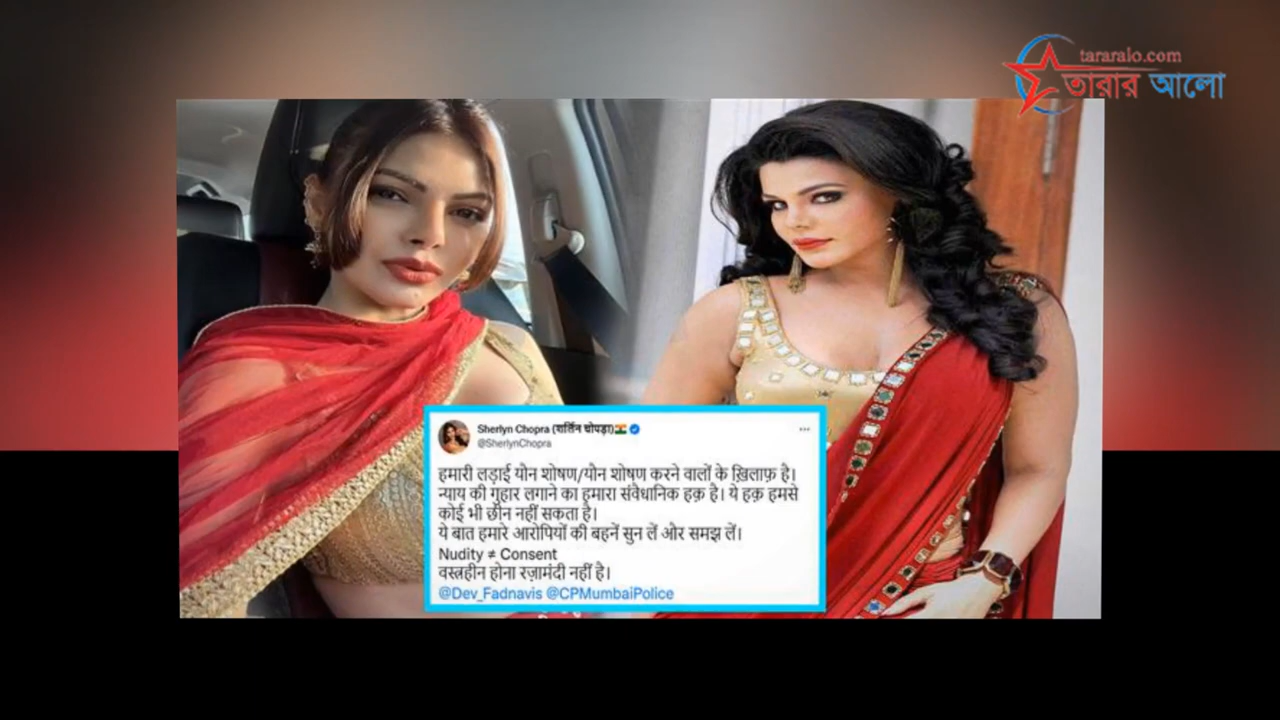 tararalo.com
তারার আলো
Sherlyn Chopra (शर्लिन चोपड़ा)🇮🇳
@SherlynChopra
हमारी लड़ाई यौन शोषण/यौन शोषण करने वालों के ख़िलाफ़ है।
न्याय की गुहार लगाने का हमारा संवैधानिक हक़ है। ये हक़ हमसे
कोई भी छीन नहीं सकता है।
ये बात हमारे आरोपियों की बहनें सुन लें और समझ लें।
Nudity ≠ Consent
वस्त्रहीन होना रज़ामंदी नहीं है।
@Dev_Fadnavis @CPMumbaiPolice